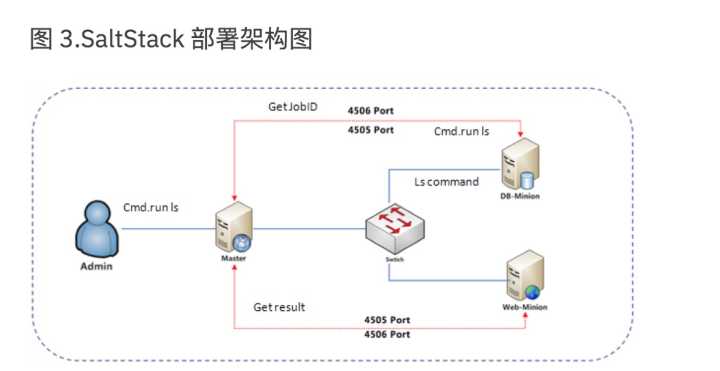 图 3.SaltStack 部署架构图
GetJobID
4506 Port
4505 Port
Cmd.run ls
Ls command
DB-Minion
Cmd.run ls
Admin
Master
Switch
Web-Minion
Get result
4505 Port
4506 Port